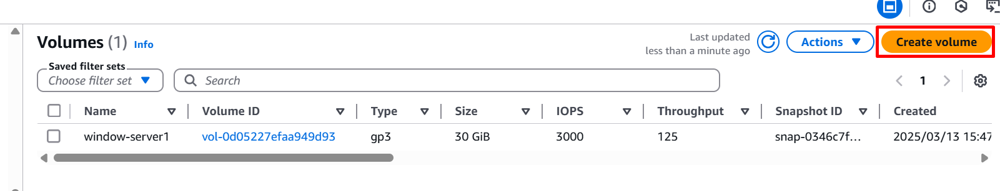 Volumes (1) Info
Last updated
less than a minute ago
Actions
Create volume
Saved filter sets
Choose filter set
Search
1
Name Volume ID Type Size IOPS Throughput Snapshot ID Created
window-server1 vol-0d05227efaa949d93 gp3 30 GiB 3000 125 snap-0346c7f... 2025/03/13 15:47